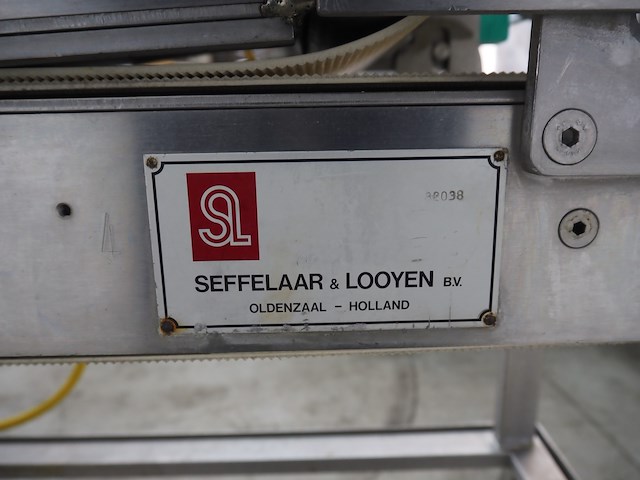 SL
SEFFELAAR & LOOYEN B.V.
OLDENZAAL – HOLLAND